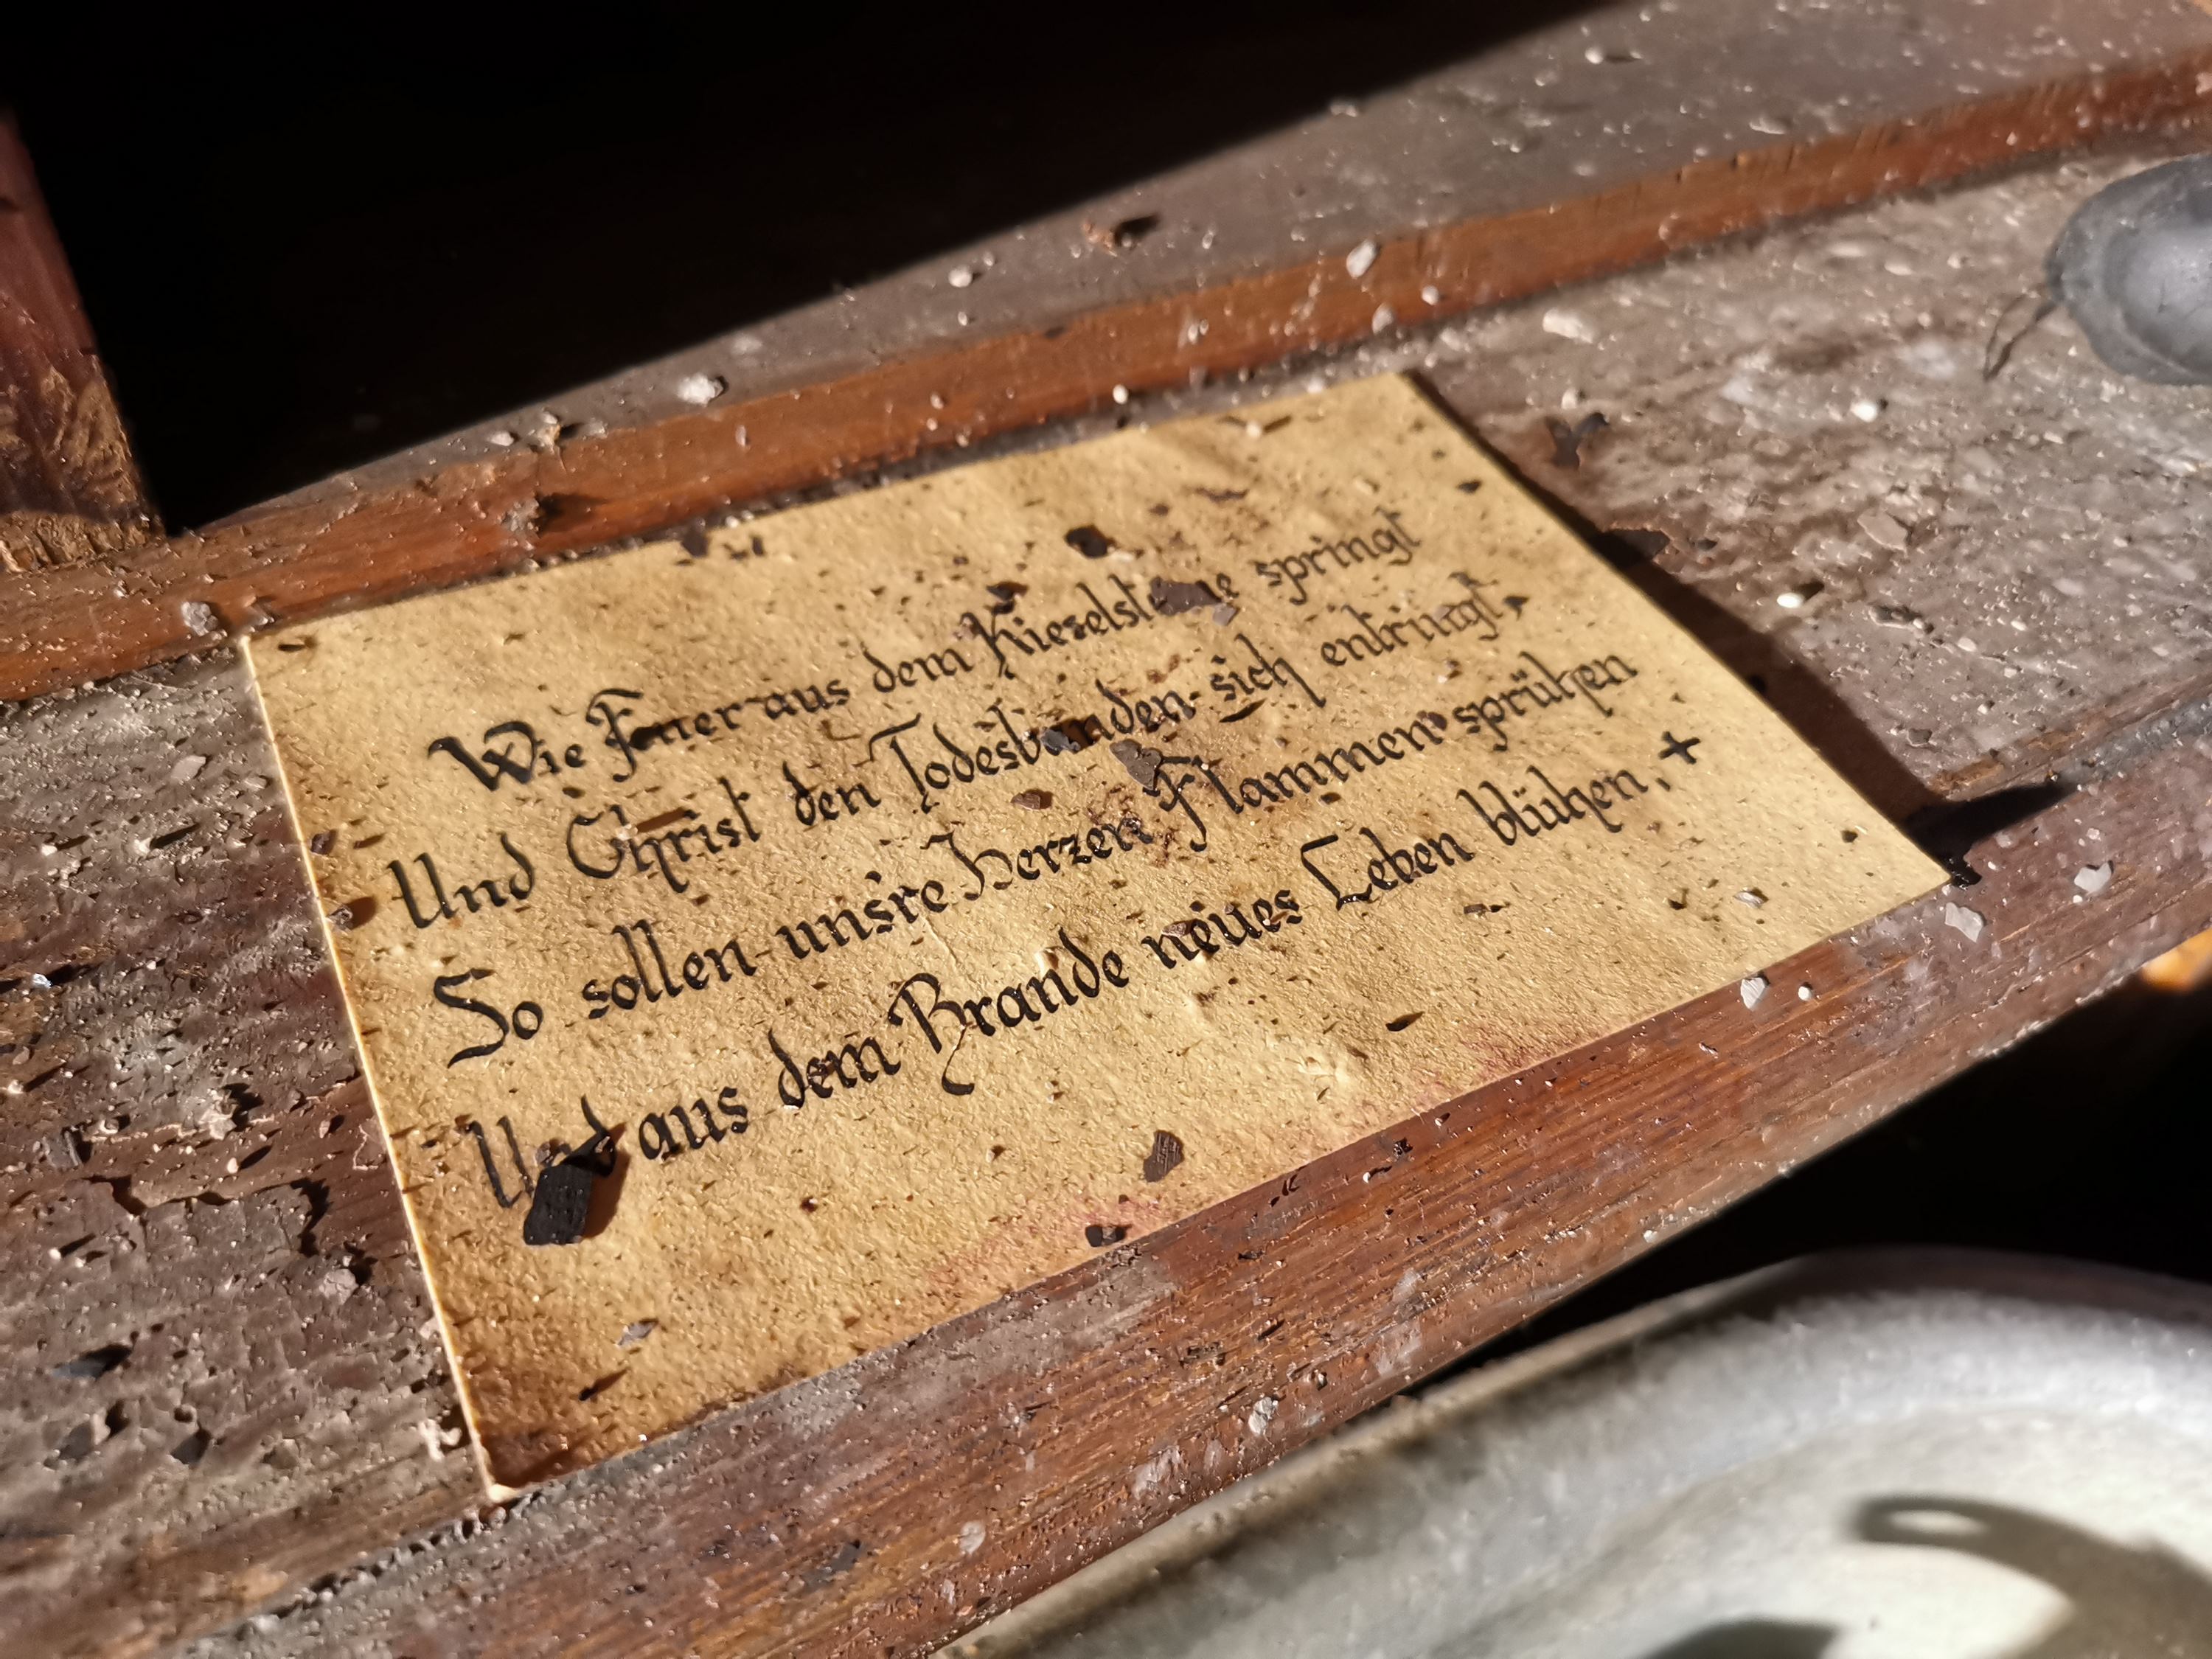 Wie Feuer aus dem Kieselsteine springt
Und Christ den Todesbanden sich entringt,
So sollen unsre Herzen Flammen sprühen
Und aus dem Brande neues Leben blühen, +